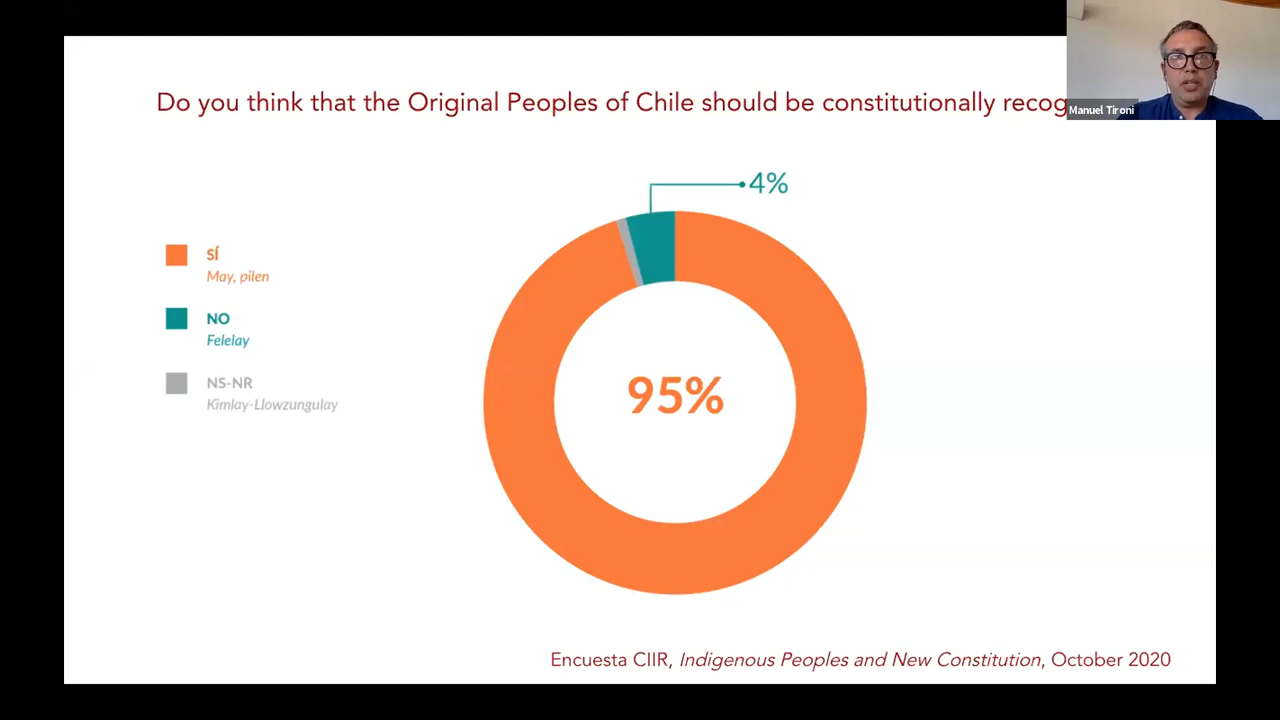 Do you think that the Original Peoples of Chile should be constitutionally recog
Manuel Tironi
4%
SÍ
May, pilen
NO
Felelay
NS-NR
Kimlay-Llowzungulay
95%
Encuesta CIIR, Indigenous Peoples and New Constitution, October 2020